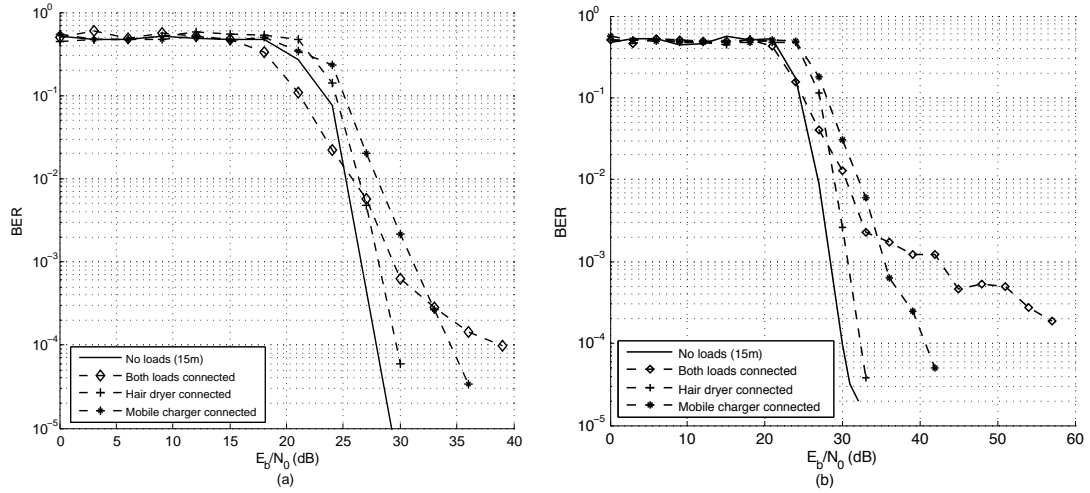 10^0
10^-1
10^-2
10^-3
10^-4
10^-5
BER
0 5 10 15 20 25 30 35 40
E_b/N_0 (dB)
(a)
No loads (15m)
Both loads connected
Hair dryer connected
Mobile charger connected
10^0
10^-1
10^-2
10^-3
10^-4
10^-5
BER
0 10 20 30 40 50 60
E_b/N_0 (dB)
(b)
No loads (15m)
Both loads connected
Hair dryer connected
Mobile charger connected